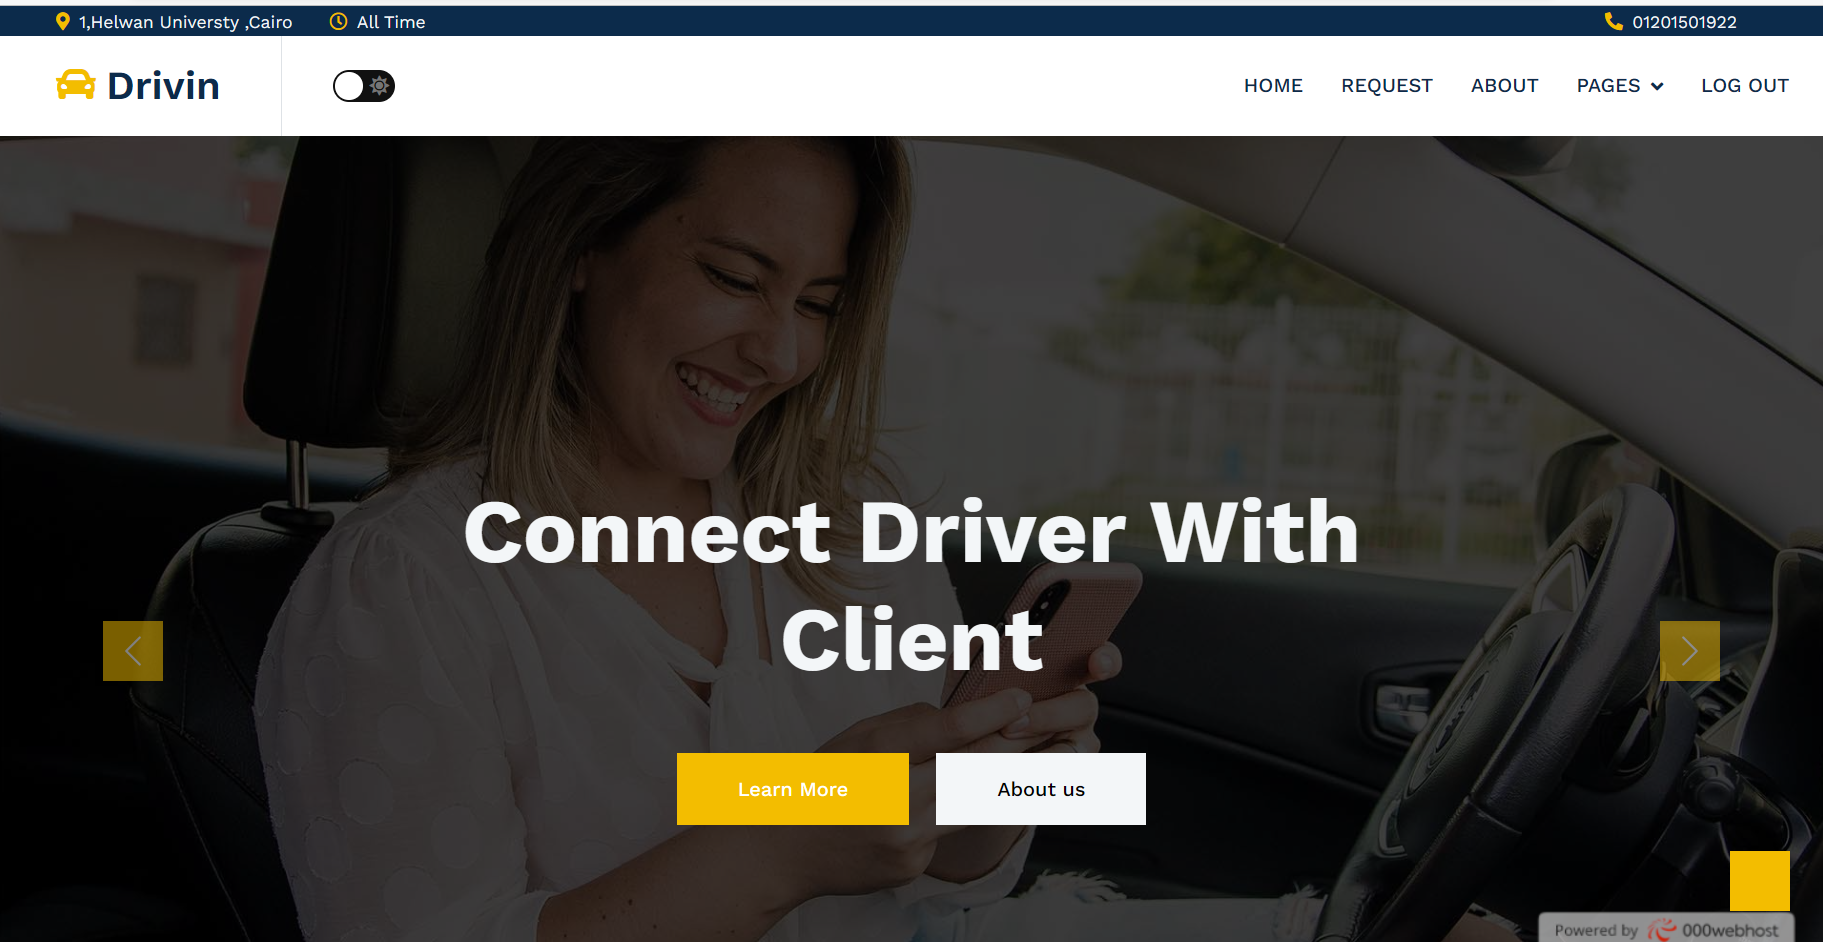 1,Helwan Universty ,Cairo
All Time
01201501922
Drivin
HOME
REQUEST
ABOUT
PAGES
LOG OUT
Connect Driver With
Client
Learn More
About us
Powered by 000webhost